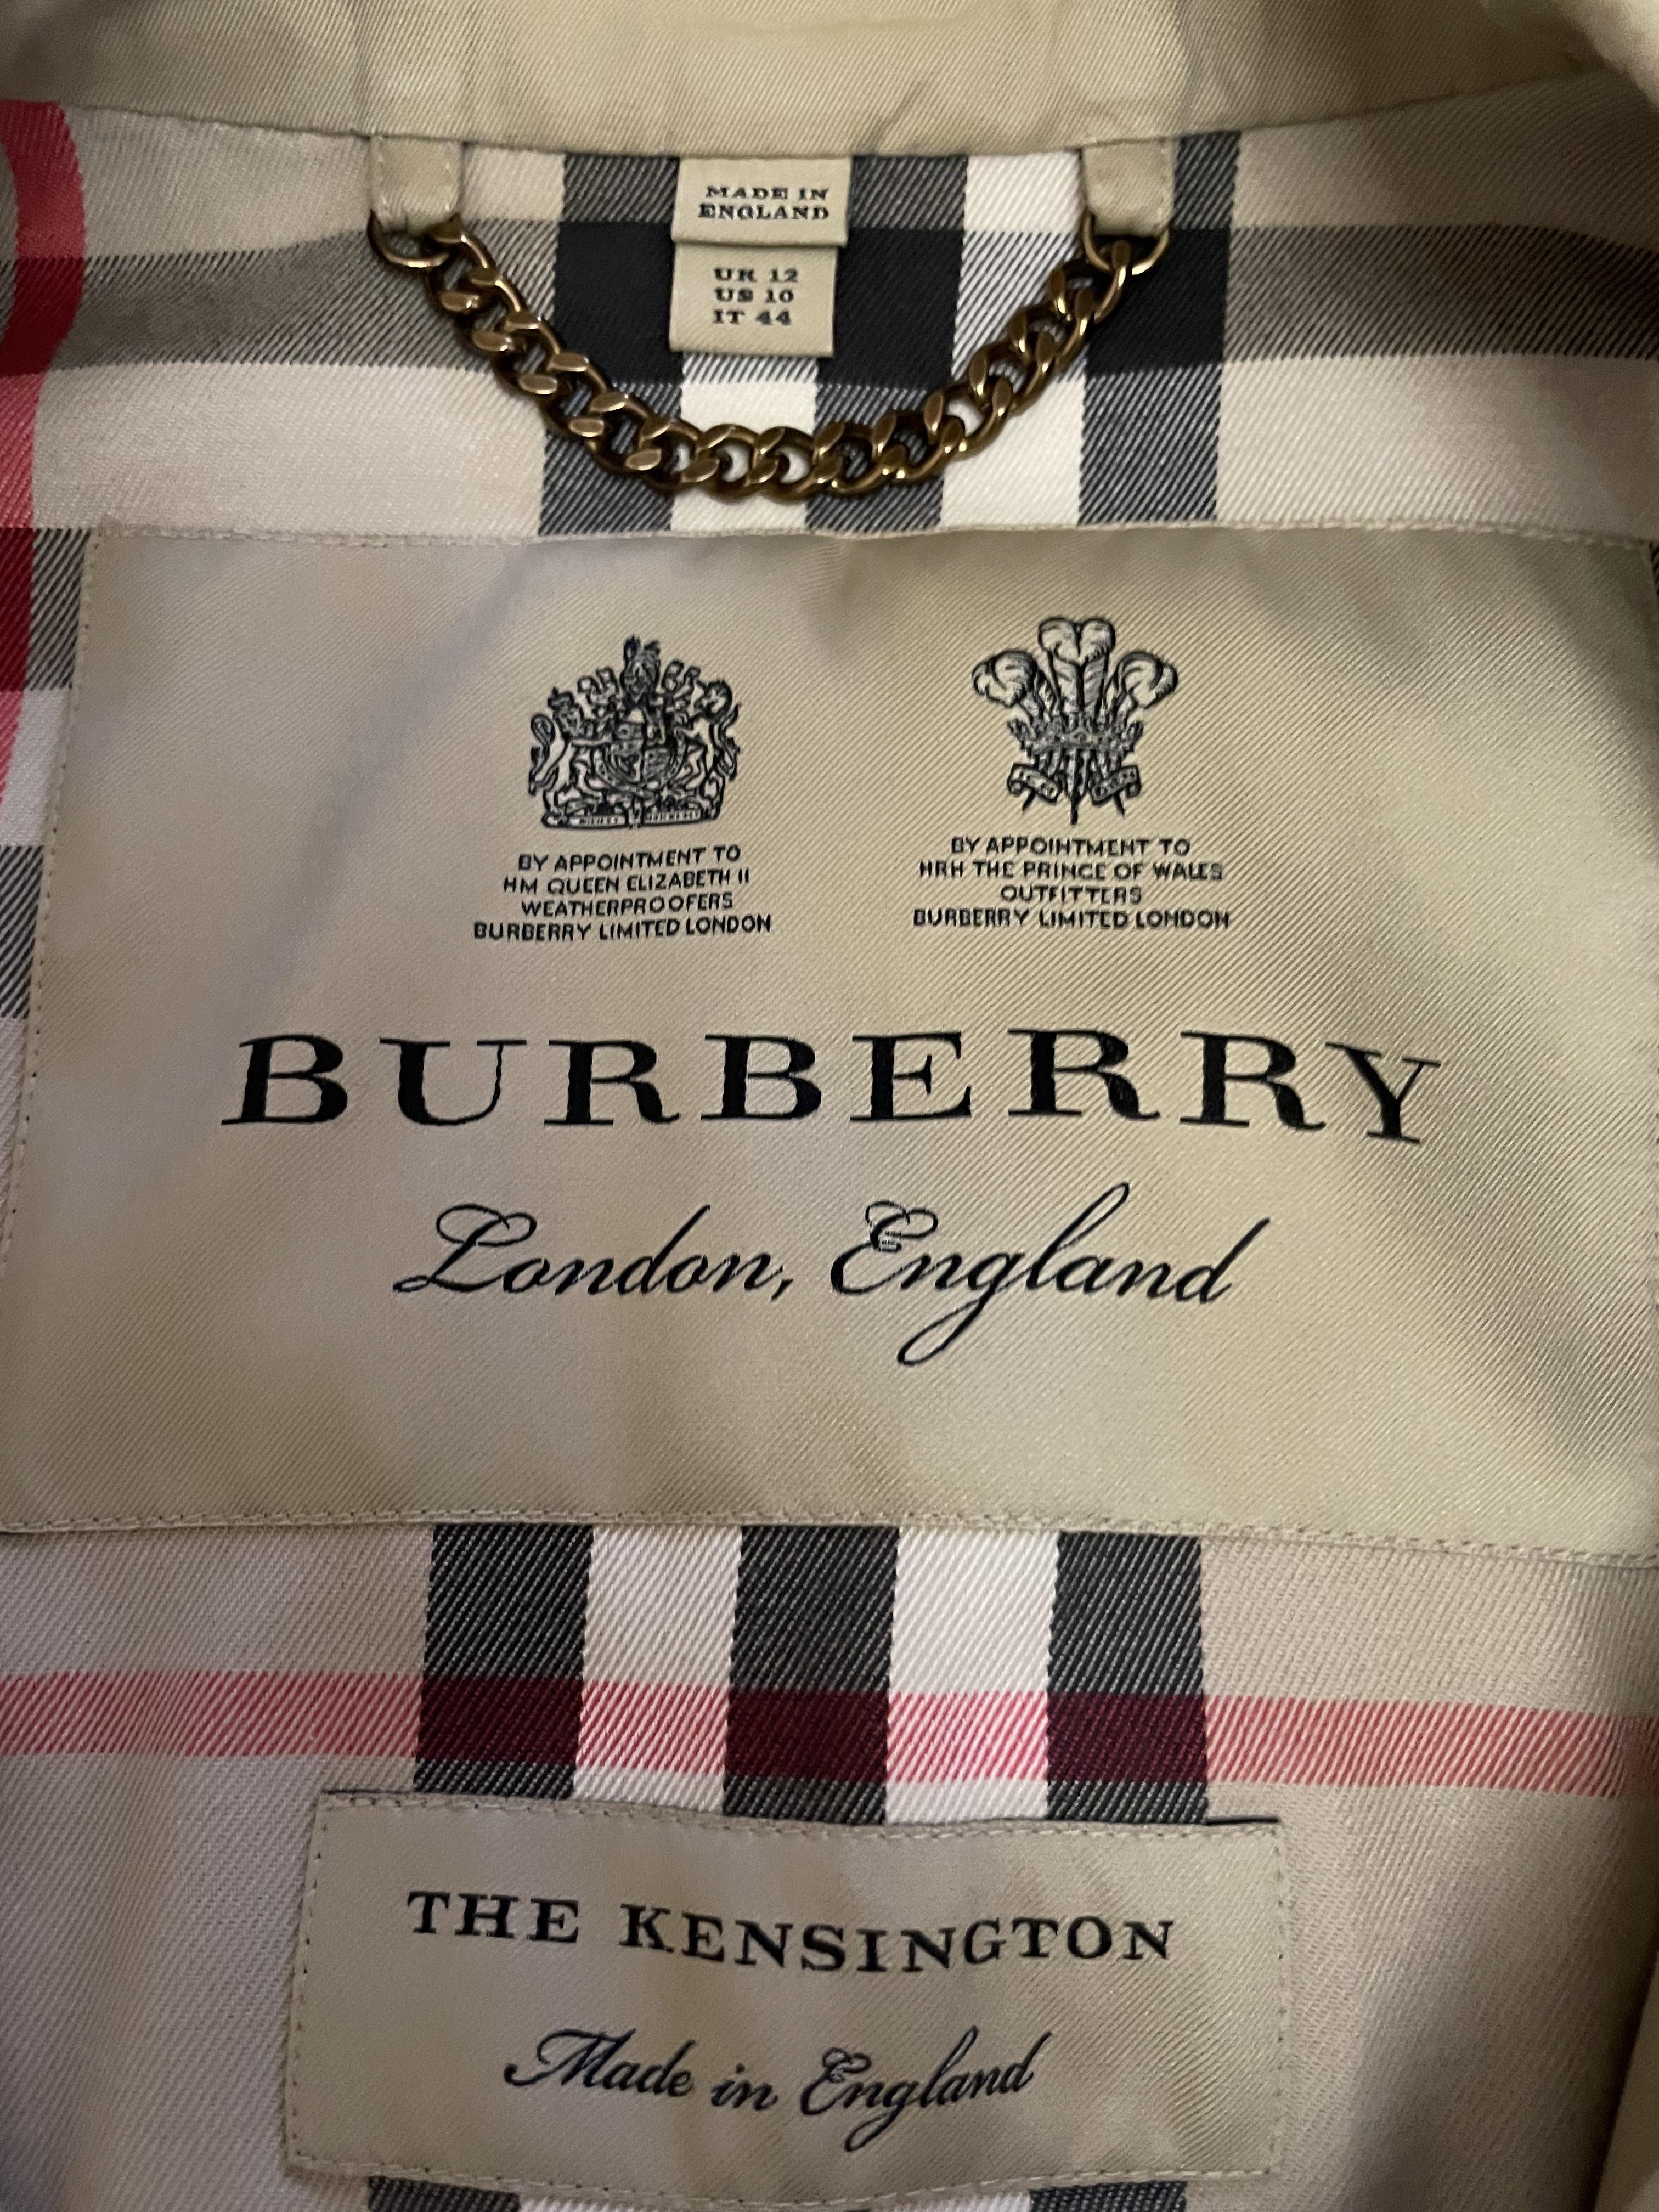 MADE IN
ENGLAND
UK 12
US 10
IT 44
BY APPOINTMENT TO
HM QUEEN ELIZABETH II
WEATHERPROOFERS
BURBERRY LIMITED LONDON
BY APPOINTMENT TO
HRH THE PRINCE OF WALES
OUTFITTERS
BURBERRY LIMITED LONDON
BURBERRY
London, England
THE KENSINGTON
Made in England